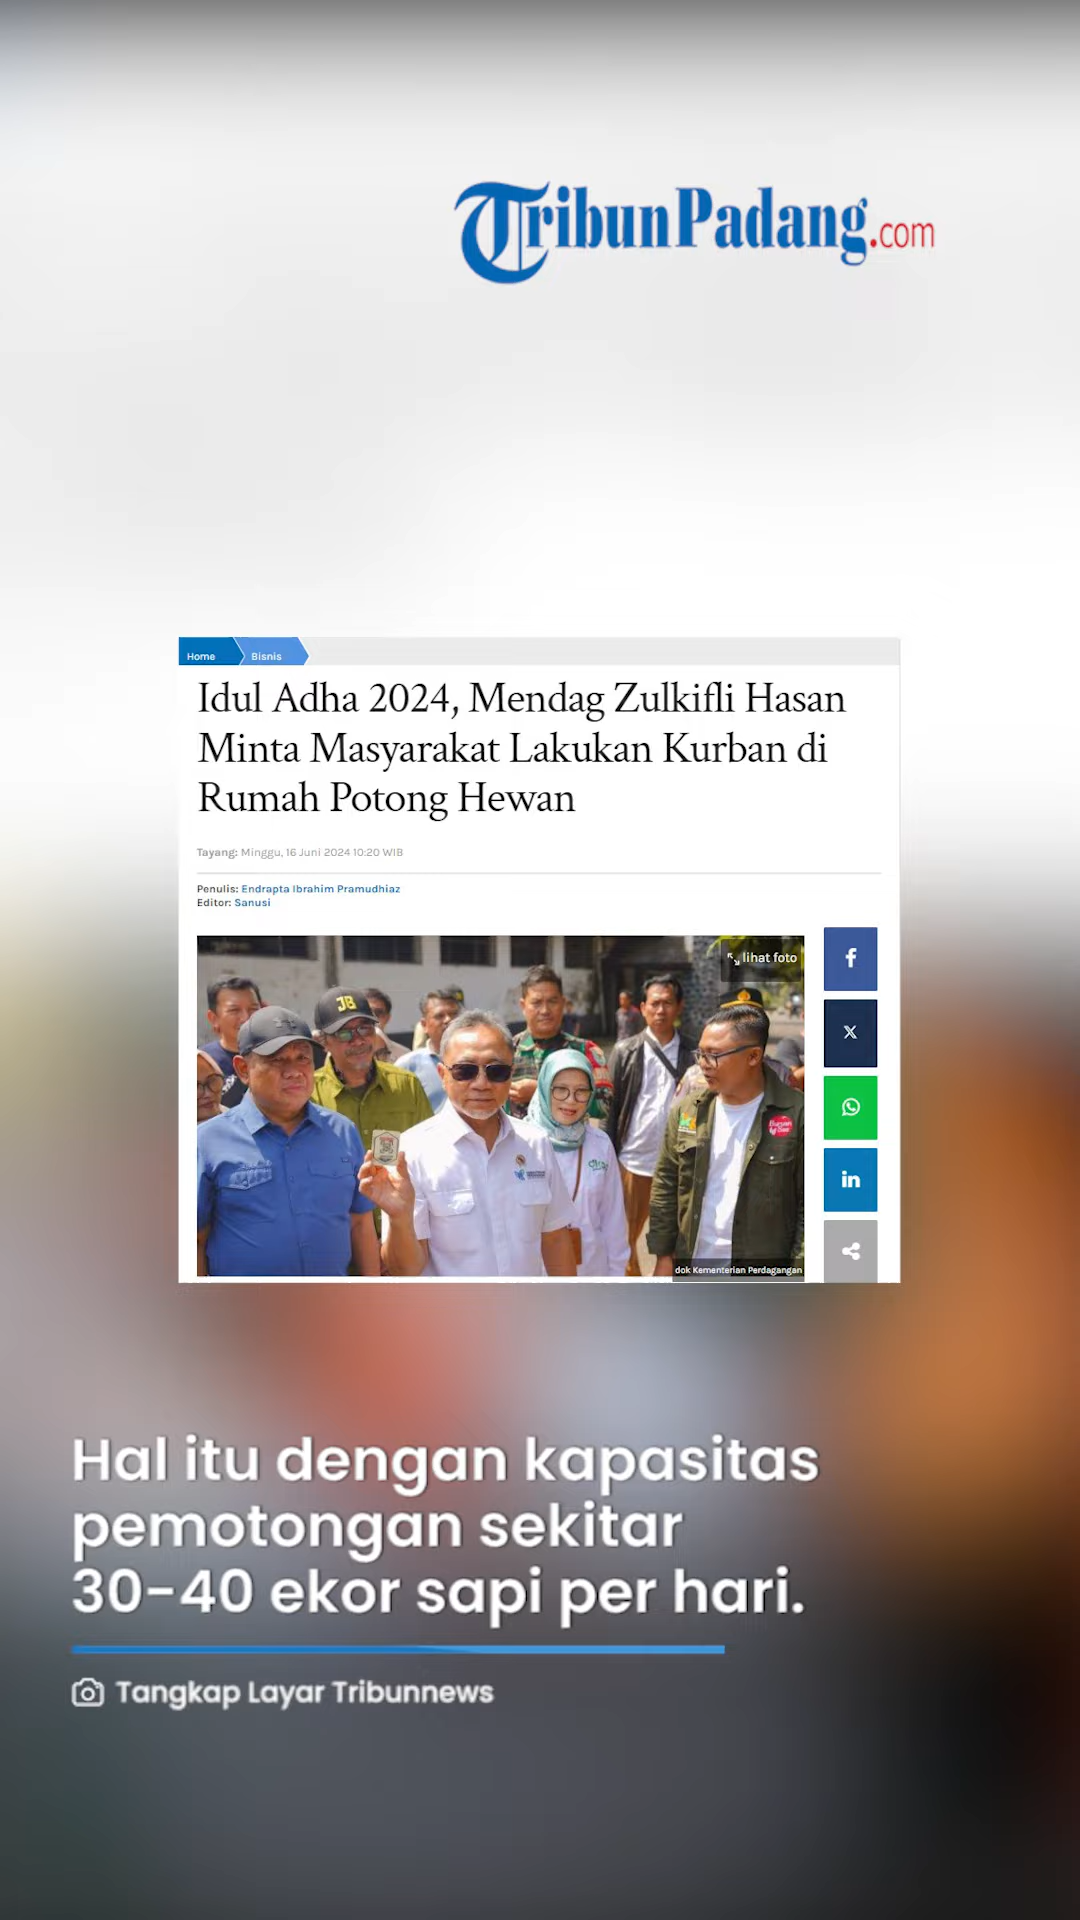 TribunPadang.com
Home Bisnis
Idul Adha 2024, Mendag Zulkifli Hasan
Minta Masyarakat Lakukan Kurban di
Rumah Potong Hewan
Tayang: Minggu, 16 Juni 2024 10:20 WIB
Penulis: Endrapta Ibrahim Pramudhiaz
Editor: Sanusi
lihat foto
JB
dok Kementerian Perdagangan
Hal itu dengan kapasitas
pemotongan sekitar
30-40 ekor sapi per hari.
Tangkap Layar Tribunnews